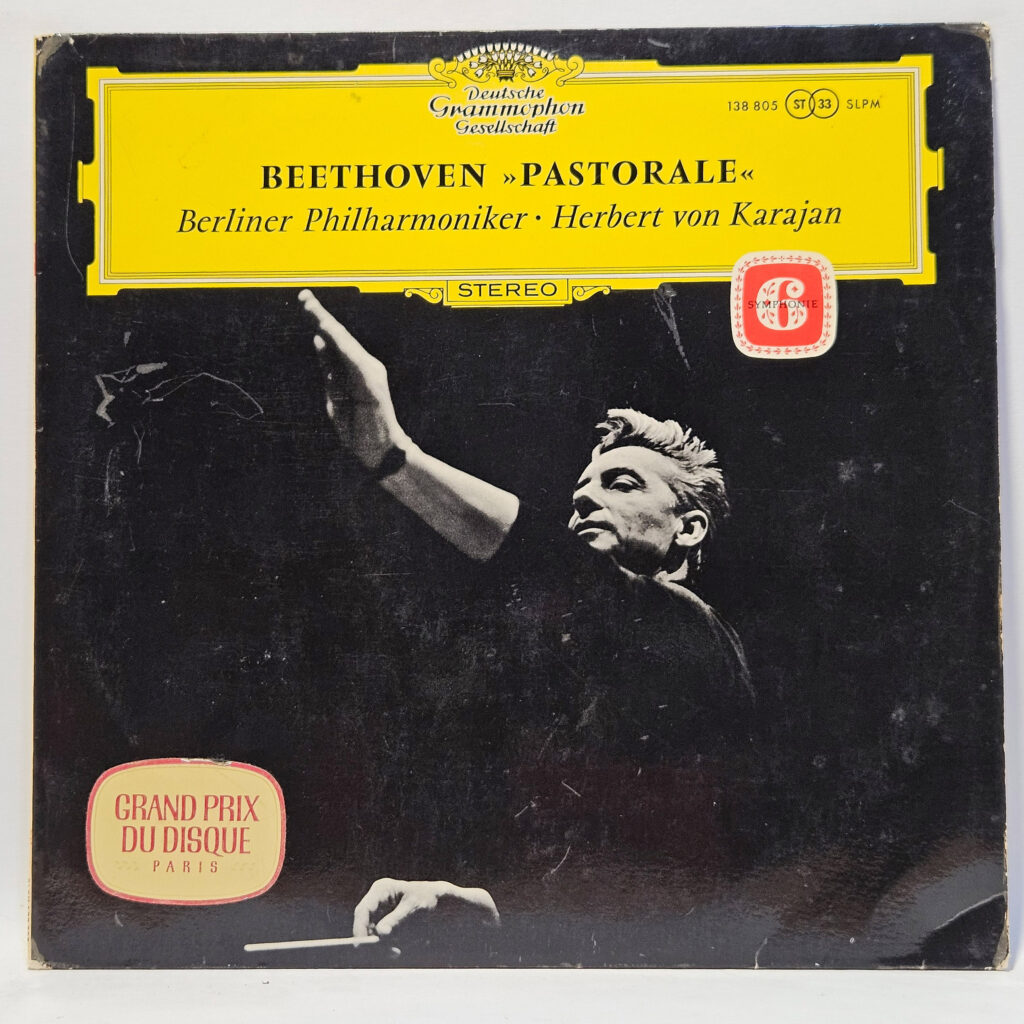 Deutsche
Grammophon
Gesellschaft
138 805 ST 33 SLPM
BEETHOVEN »PASTORALE«
Berliner Philharmoniker · Herbert von Karajan
STEREO
6
SYMPHONIE
GRAND PRIX
DU DISQUE
PARIS